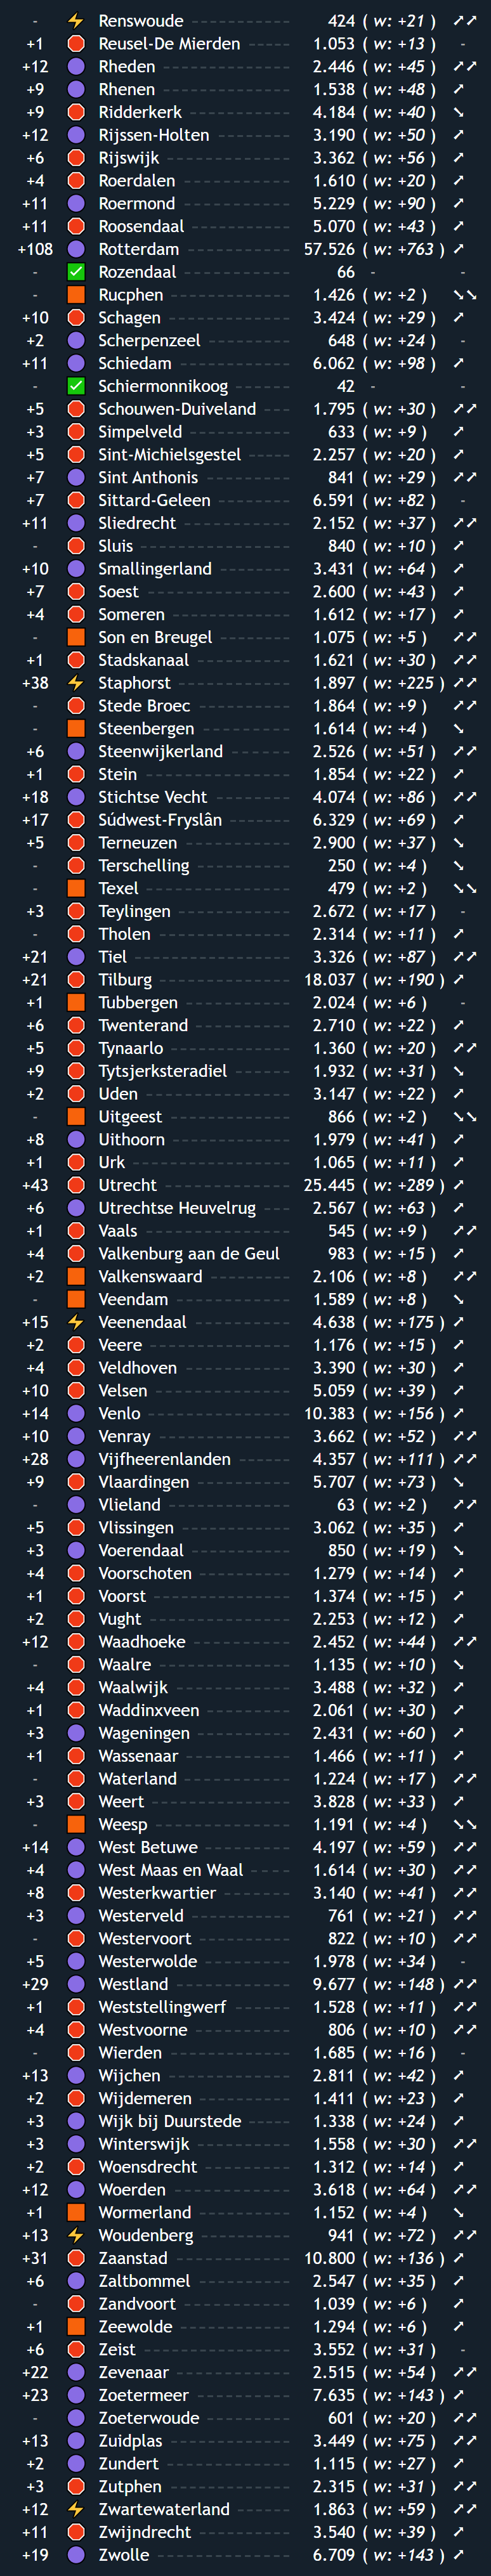 - ⚡ Renswoude ------------ 424 ( w: +21 ) ➚➚
+1 Reusel-De Mierden ------ 1.053 ( w: +13 ) -
+12 Rheden --------------- 2.446 ( w: +45 ) ➚➚
+9 Rhenen --------------- 1.538 ( w: +48 ) ➚
+9 Ridderkerk ------------ 4.184 ( w: +40 ) ➘
+12 Rijssen-Holten --------- 3.190 ( w: +50 ) ➚
+6 Rijswijk --------------- 3.362 ( w: +56 ) ➚
+4 Roerdalen ------------- 1.610 ( w: +20 ) ➚
+11 Roermond ------------- 5.229 ( w: +90 ) ➚
+11 Roosendaal ------------ 5.070 ( w: +43 ) ➚
+108 Rotterdam ------------ 57.526 ( w: +763 ) ➚
- ✅ Rozendaal ------------- 66 - -
- Rucphen -------------- 1.426 ( w: +2 ) ➘➘
+10 Schagen -------------- 3.424 ( w: +29 ) ➚
+2 Scherpenzeel ---------- 648 ( w: +24 ) -
+11 Schiedam ------------- 6.062 ( w: +98 ) ➚
- ✅ Schiermonnikoog ------- 42 - -
+5 Schouwen-Duiveland ---- 1.795 ( w: +30 ) ➚➚
+3 Simpelveld ------------ 633 ( w: +9 ) ➚
+5 Sint-Michielsgestel ------ 2.257 ( w: +20 ) ➚
+7 Sint Anthonis ---------- 841 ( w: +29 ) ➚➚
+7 Sittard-Geleen --------- 6.591 ( w: +82 ) -
+11 Sliedrecht ------------- 2.152 ( w: +37 ) ➚➚
- Sluis ----------------- 840 ( w: +10 ) ➚
+10 Smallingerland --------- 3.431 ( w: +64 ) ➚
+7 Soest ----------------- 2.600 ( w: +43 ) ➚
+4 Someren -------------- 1.612 ( w: +17 ) ➚
- Son en Breugel --------- 1.075 ( w: +5 ) ➚➚
+1 Stadskanaal ----------- 1.621 ( w: +30 ) ➚➚
+38 ⚡ Staphorst ------------- 1.897 ( w: +225 ) ➚➚
- Stede Broec ----------- 1.864 ( w: +9 ) ➚➚
- Steenbergen ----------- 1.614 ( w: +4 ) ➘
+6 Steenwijkerland -------- 2.526 ( w: +51 ) ➚➚
+1 Stein ----------------- 1.854 ( w: +22 ) ➚
+18 Stichtse Vecht --------- 4.074 ( w: +86 ) ➚➚
+17 Súdwest-Fryslân -------- 6.329 ( w: +69 ) ➚
+5 Terneuzen ------------- 2.900 ( w: +37 ) ➘
- Terschelling ----------- 250 ( w: +4 ) ➘
- Texel ----------------- 479 ( w: +2 ) ➘➘
+3 Teylingen ------------- 2.672 ( w: +17 ) -
- Tholen --------------- 2.314 ( w: +11 ) ➚
+21 Tiel ------------------ 3.326 ( w: +87 ) ➚➚
+21 Tilburg -------------- 18.037 ( w: +190 ) ➚
+1 Tubbergen ------------ 2.024 ( w: +6 ) -
+6 Twenterand ----------- 2.710 ( w: +22 ) ➚
+5 Tynaarlo -------------- 1.360 ( w: +20 ) ➚➚
+9 Tytsjerksteradiel ------- 1.932 ( w: +31 ) ➘
+2 Uden ----------------- 3.147 ( w: +22 ) ➚
- Uitgeest -------------- 866 ( w: +2 ) ➘➘
+8 Uithoorn -------------- 1.979 ( w: +41 ) ➚
+1 Urk ------------------ 1.065 ( w: +11 ) ➚
+43 Utrecht -------------- 25.445 ( w: +289 ) ➚
+6 Utrechtse Heuvelrug ---- 2.567 ( w: +63 ) ➚
+1 Vaals ----------------- 545 ( w: +9 ) ➚➚
+4 Valkenburg aan de Geul 983 ( w: +15 ) ➚
+2 Valkenswaard ---------- 2.106 ( w: +8 ) ➚➚
- Veendam ------------- 1.589 ( w: +8 ) ➘
+15 ⚡ Veenendaal ------------ 4.638 ( w: +175 ) ➚
+2 Veere ---------------- 1.176 ( w: +15 ) ➚
+4 Veldhoven ------------ 3.390 ( w: +30 ) ➚
+10 Velsen --------------- 5.059 ( w: +39 ) ➚
+14 Venlo ---------------- 10.383 ( w: +156 ) ➚
+10 Venray --------------- 3.662 ( w: +52 ) ➚➚
+28 Vijfheerenlanden ------- 4.357 ( w: +111 ) ➚➚
+9 Vlaardingen ----------- 5.707 ( w: +73 ) ➘
- Vlieland --------------- 63 ( w: +2 ) ➚➚
+5 Vlissingen ------------- 3.062 ( w: +35 ) ➚
+3 Voerendaal ------------ 850 ( w: +19 ) ➘
+4 Voorschoten ----------- 1.279 ( w: +14 ) ➚
+1 Voorst ---------------- 1.374 ( w: +15 ) ➚
+2 Vught ---------------- 2.253 ( w: +12 ) ➚
+12 Waadhoeke ----------- 2.452 ( w: +44 ) ➚➚
- Waalre --------------- 1.135 ( w: +10 ) ➘
+4 Waalwijk -------------- 3.488 ( w: +32 ) ➚
+1 Waddinxveen ---------- 2.061 ( w: +30 ) ➚
+3 Wageningen ----------- 2.431 ( w: +60 ) ➚
+1 Wassenaar ------------ 1.466 ( w: +11 ) ➚
- Waterland ------------ 1.224 ( w: +17 ) ➚➚
+3 Weert ---------------- 3.828 ( w: +33 ) ➚
- Weesp ---------------- 1.191 ( w: +4 ) ➘➘
+14 West Betuwe ---------- 4.197 ( w: +59 ) ➚➚
+4 West Maas en Waal ---- 1.614 ( w: +30 ) ➚➚
+8 Westerkwartier -------- 3.140 ( w: +41 ) ➚➚
+3 Westerveld ------------ 761 ( w: +21 ) ➚➚
- Westervoort ----------- 822 ( w: +10 ) ➚➚
+5 Westerwolde ---------- 1.978 ( w: +34 ) -
+29 Westland ------------- 9.677 ( w: +148 ) ➚➚
+1 Weststellingwerf ------- 1.528 ( w: +11 ) ➚➚
+4 Westvoorne ----------- 806 ( w: +10 ) ➚➚
- Wierden -------------- 1.685 ( w: +16 ) -
+13 Wijchen -------------- 2.811 ( w: +42 ) ➚
+2 Wijdemeren ----------- 1.411 ( w: +23 ) ➚
+3 Wijk bij Duurstede ------ 1.338 ( w: +24 ) ➚
+3 Winterswijk ----------- 1.558 ( w: +30 ) ➚➚
+2 Woensdrecht ---------- 1.312 ( w: +14 ) ➚
+12 Woerden ------------- 3.618 ( w: +64 ) ➚➚
+1 Wormerland ----------- 1.152 ( w: +4 ) ➘
+13 ⚡ Woudenberg ---------- 941 ( w: +72 ) ➚➚
+31 Zaanstad ------------- 10.800 ( w: +136 ) ➚
+6 Zaltbommel ----------- 2.547 ( w: +35 ) ➚
- Zandvoort ------------ 1.039 ( w: +6 ) ➚
+1 Zeewolde ------------- 1.294 ( w: +6 ) ➚
+6 Zeist ----------------- 3.552 ( w: +31 ) -
+22 Zevenaar ------------- 2.515 ( w: +54 ) ➚➚
+23 Zoetermeer ----------- 7.635 ( w: +143 ) ➚
- Zoeterwoude ---------- 601 ( w: +20 ) ➚➚
+13 Zuidplas -------------- 3.449 ( w: +75 ) ➚➚
+2 Zundert -------------- 1.115 ( w: +27 ) ➚
+3 Zutphen -------------- 2.315 ( w: +31 ) ➚➚
+12 ⚡ Zwartewaterland ------- 1.863 ( w: +59 ) ➚➚
+11 Zwijndrecht ----------- 3.540 ( w: +39 ) ➚
+19 Zwolle ---------------- 6.709 ( w: +143 ) ➚